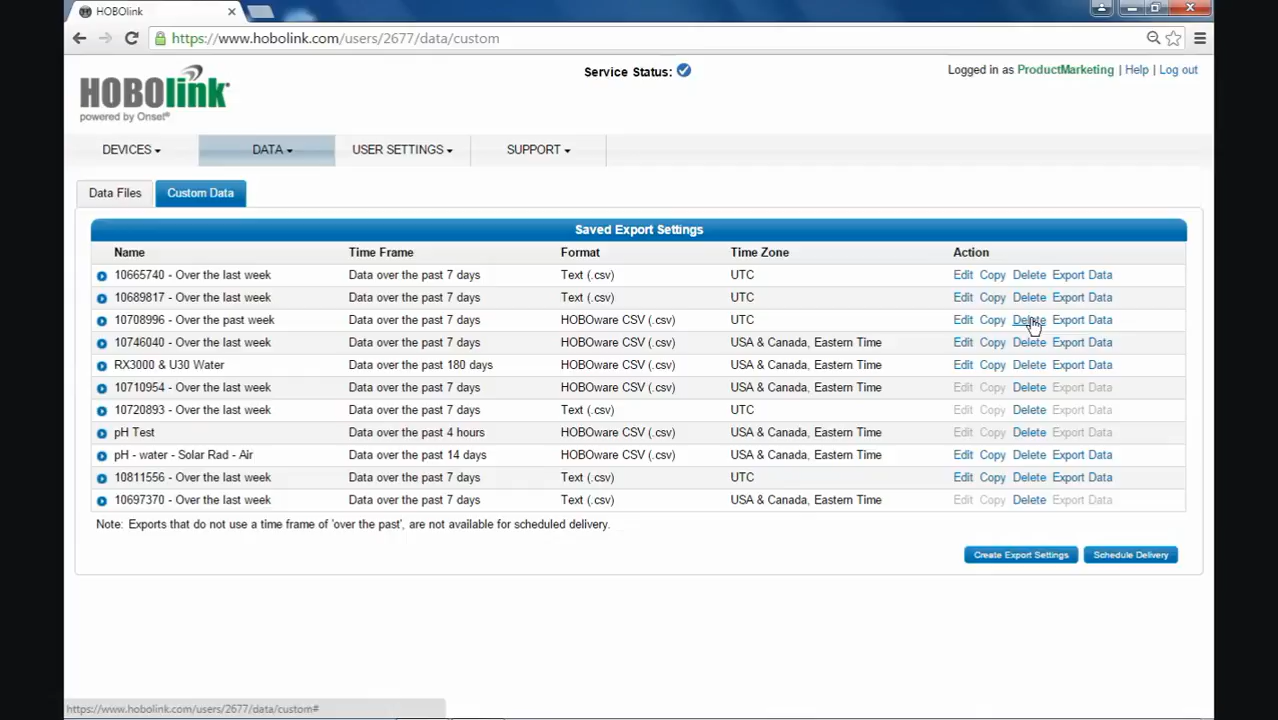 HOBOlink
https://www.hobolink.com/users/2677/data/custom
HOBOlink®
powered by Onset®
Service Status:
Logged in as ProductMarketing | Help | Log out
DEVICES DATA USER SETTINGS SUPPORT
Data Files Custom Data
Saved Export Settings
Name Time Frame Format Time Zone Action
10665740 - Over the last week Data over the past 7 days Text (.csv) UTC Edit Copy Delete Export Data
10689817 - Over the last week Data over the past 7 days Text (.csv) UTC Edit Copy Delete Export Data
10708996 - Over the past week Data over the past 7 days HOBOware CSV (.csv) UTC Edit Copy Delete Export Data
10746040 - Over the last week Data over the past 7 days HOBOware CSV (.csv) USA & Canada, Eastern Time Edit Copy Delete Export Data
RX3000 & U30 Water Data over the past 180 days HOBOware CSV (.csv) USA & Canada, Eastern Time Edit Copy Delete Export Data
10710954 - Over the last week Data over the past 7 days HOBOware CSV (.csv) USA & Canada, Eastern Time Edit Copy Delete Export Data
10720893 - Over the last week Data over the past 7 days Text (.csv) UTC Edit Copy Delete Export Data
pH Test Data over the past 4 hours HOBOware CSV (.csv) USA & Canada, Eastern Time Edit Copy Delete Export Data
pH - water - Solar Rad - Air Data over the past 14 days HOBOware CSV (.csv) USA & Canada, Eastern Time Edit Copy Delete Export Data
10811556 - Over the last week Data over the past 7 days Text (.csv) UTC Edit Copy Delete Export Data
10697370 - Over the last week Data over the past 7 days Text (.csv) USA & Canada, Eastern Time Edit Copy Delete Export Data
Note: Exports that do not use a time frame of 'over the past', are not available for scheduled delivery.
Create Export Settings Schedule Delivery
https://www.hobolink.com/users/2677/data/custom#